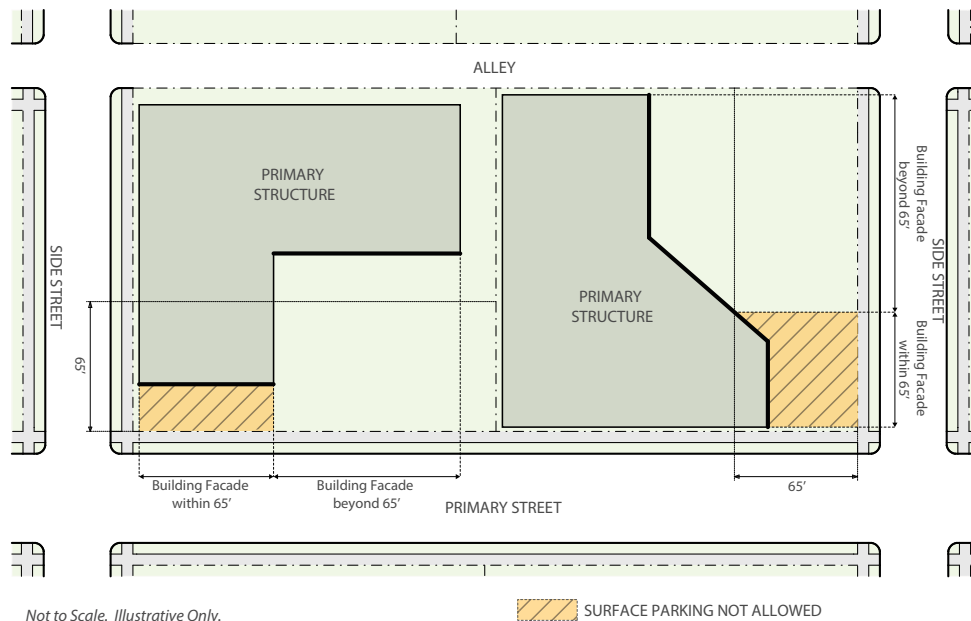 ALLEY
PRIMARY
STRUCTURE
PRIMARY
STRUCTURE
SIDE STREET
65'
Building Facade
beyond 65'
Building Facade
within 65'
SIDE STREET
Building Facade
within 65'
Building Facade
beyond 65'
65'
PRIMARY STREET
Not to Scale. Illustrative Only.
SURFACE PARKING NOT ALLOWED